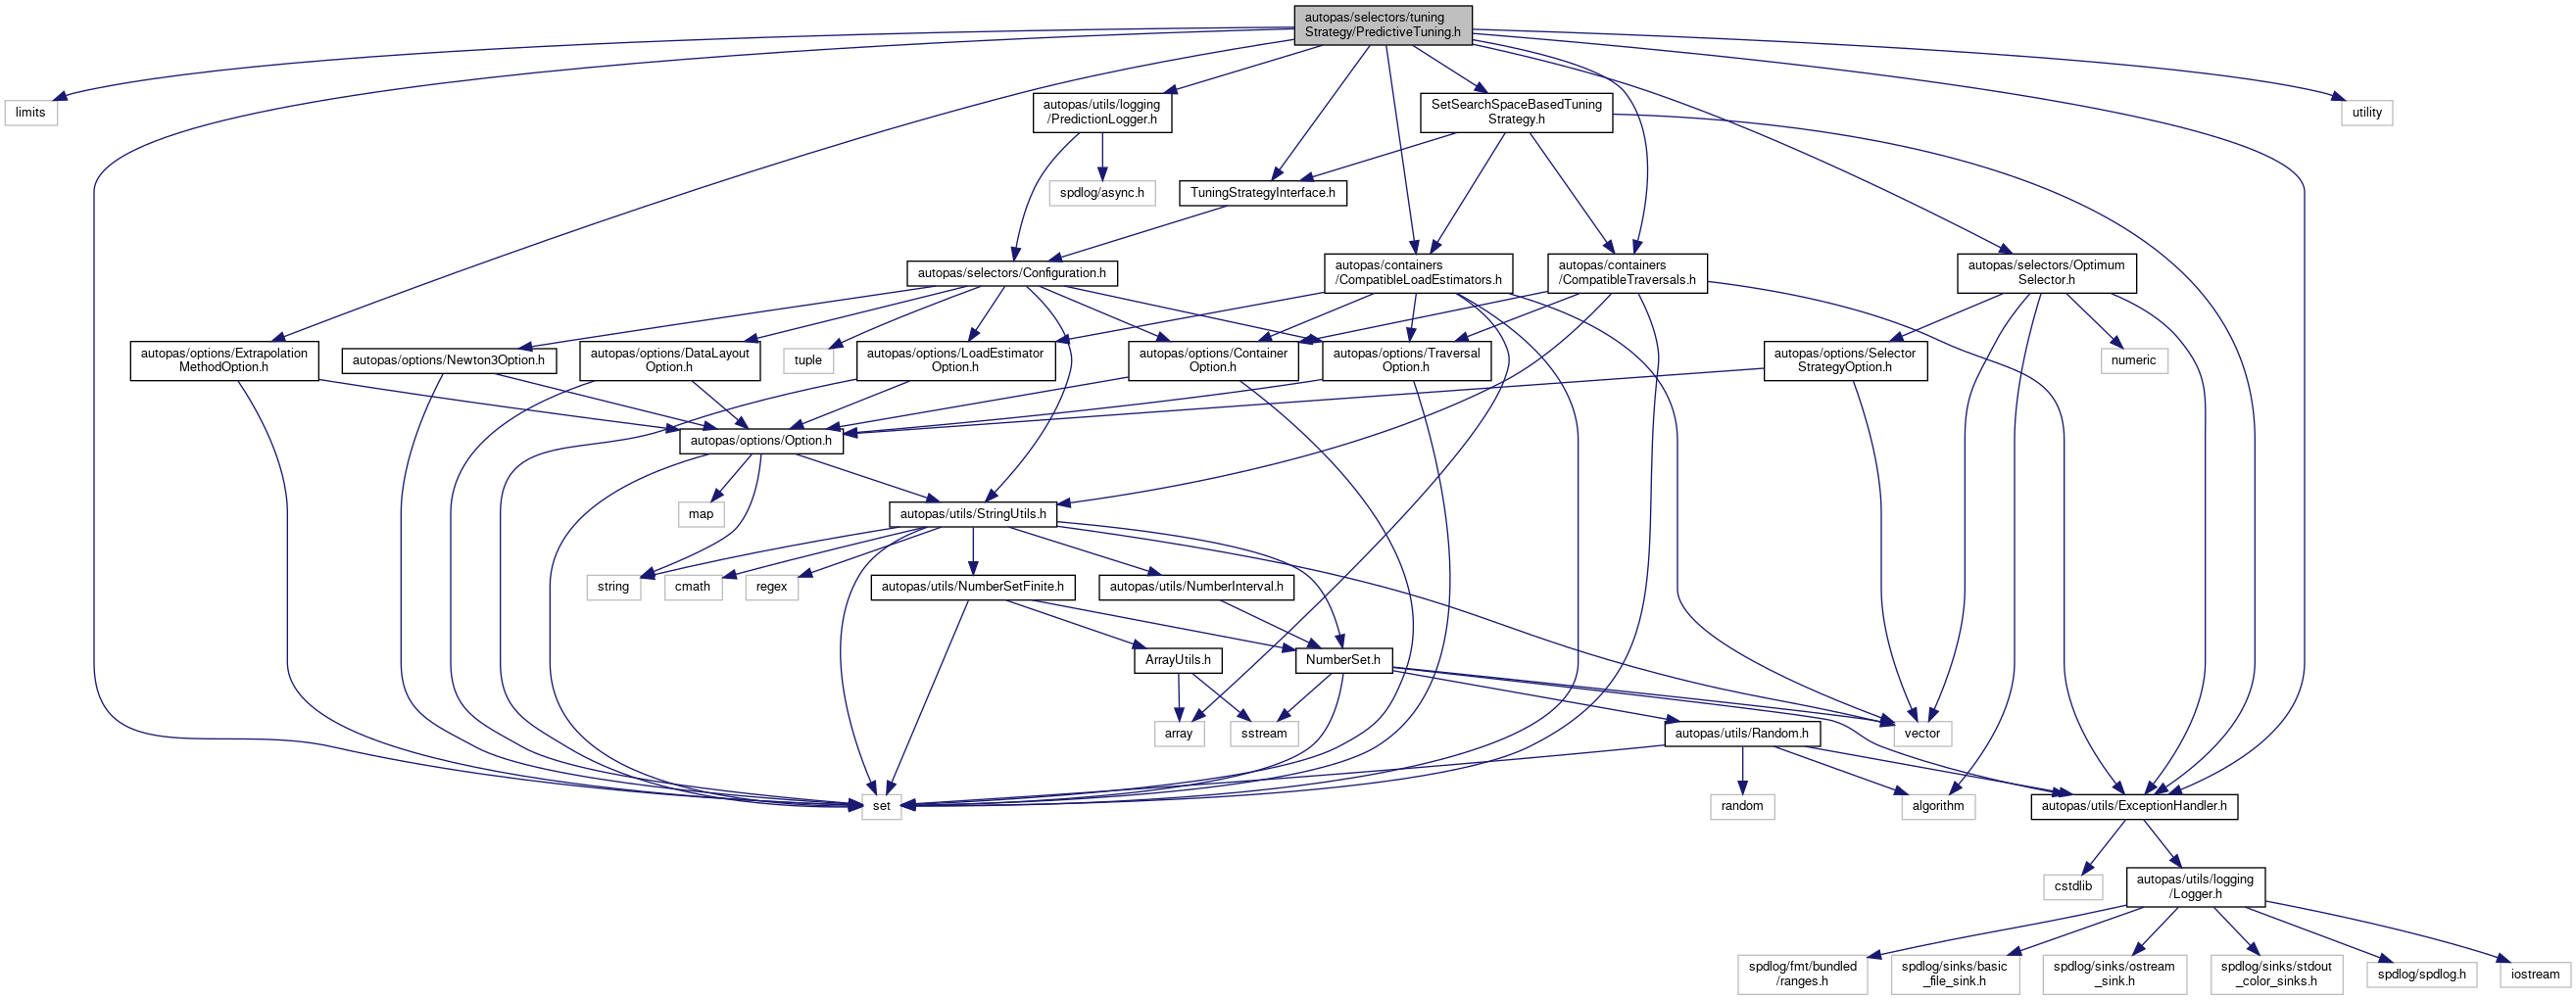 autopas/selectors/tuning
Strategy/PredictiveTuning.h
limits
autopas/utils/logging
/PredictionLogger.h
SetSearchSpaceBasedTuning
Strategy.h
utility
spdlog/async.h
TuningStrategyInterface.h
autopas/selectors/Configuration.h
autopas/containers
/CompatibleLoadEstimators.h
autopas/containers
/CompatibleTraversals.h
autopas/selectors/Optimum
Selector.h
autopas/options/Extrapolation
MethodOption.h
autopas/options/Newton3Option.h
autopas/options/DataLayout
Option.h
tuple
autopas/options/LoadEstimator
Option.h
autopas/options/Container
Option.h
autopas/options/Traversal
Option.h
autopas/options/Selector
StrategyOption.h
numeric
autopas/options/Option.h
map
autopas/utils/StringUtils.h
string
cmath
regex
autopas/utils/NumberSetFinite.h
autopas/utils/NumberInterval.h
ArrayUtils.h
NumberSet.h
array
sstream
autopas/utils/Random.h
vector
set
random
algorithm
autopas/utils/ExceptionHandler.h
cstdlib
autopas/utils/logging
/Logger.h
spdlog/fmt/bundled
/ranges.h
spdlog/sinks/basic
_file_sink.h
spdlog/sinks/ostream
_sink.h
spdlog/sinks/stdout
_color_sinks.h
spdlog/spdlog.h
iostream